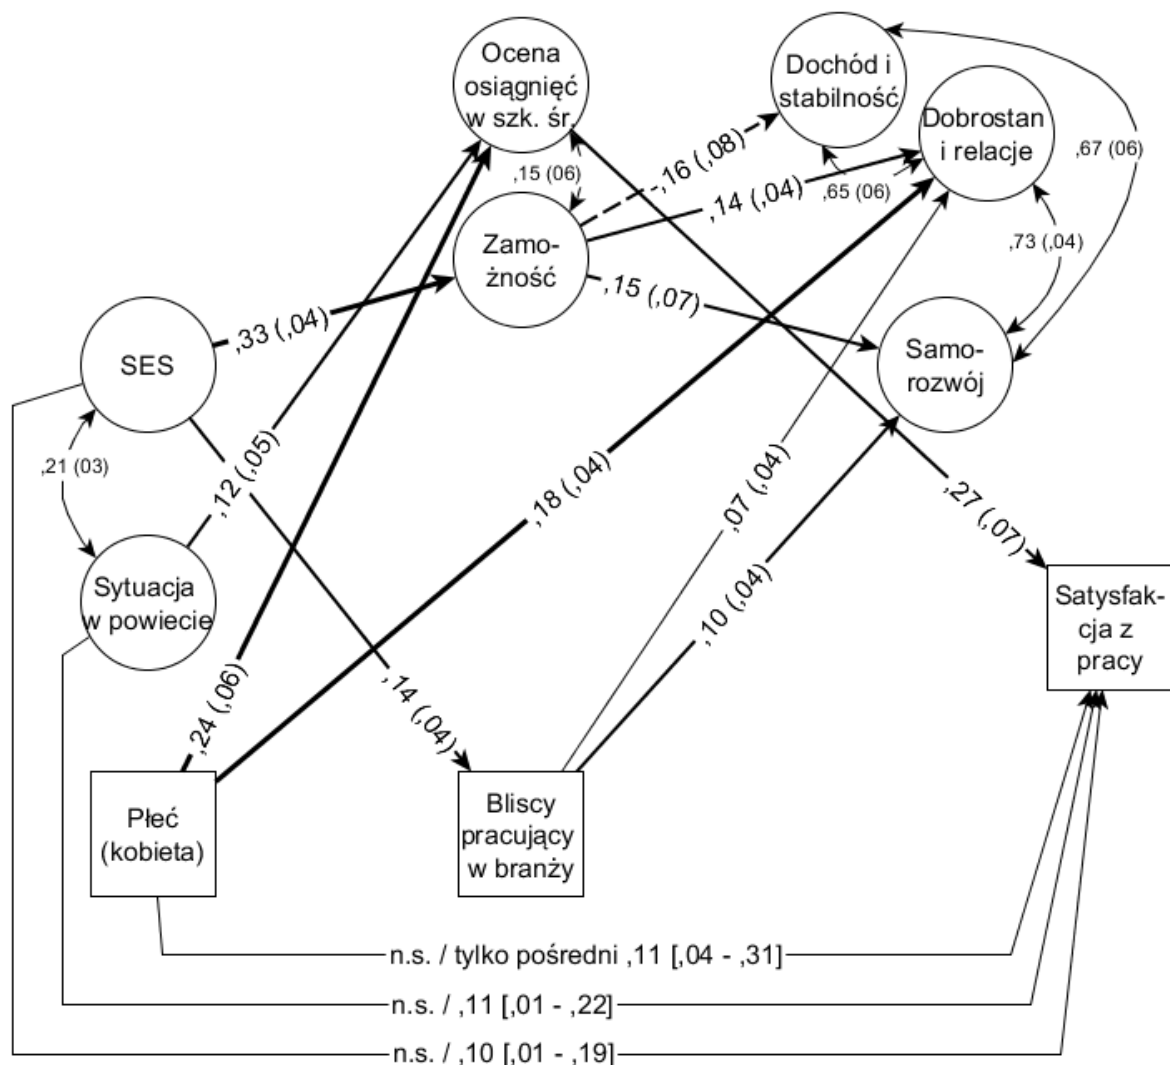 Ocena
osiągnięć
w szk. śr.
Dochód i
stabilność
Dobrostan
i relacje
,67 (06)
,15 (06)
,16 (,08)
,14 (,04)
,65 (06)
Zamo-
żność
,73 (,04)
,15 (,07)
,33 (,04)
SES
Samo-
rozwój
,21 (03)
,12 (,05)
,18 (,04)
,07 (,04)
,27 (,07)
Sytuacja
w powiecie
,10 (,04)
Satysfak-
cja z
pracy
,24 (,06)
,14 (,04)
Płeć
(kobieta)
Bliscy
pracujący
w branży
n.s. / tylko pośredni ,11 [,04 - ,31]
n.s. / ,11 [,01 - ,22]
n.s. / ,10 [,01 - ,19]